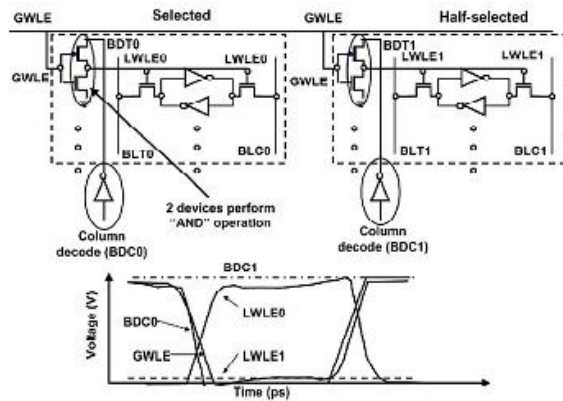 GWLE
Selected
GWLE
Half-selected
BDT0
LWLE0
LWLE0
BDT1
LWLE1
LWLE1
GWLE
GWLE
BLT0
BLC0
BLT1
BLC1
2 devices perform
"AND" operation
Column
decode (BDC0)
Column
decode (BDC1)
BDC1
Voltage (V)
BDC0
LWLE0
GWLE
LWLE1
Time (ps)